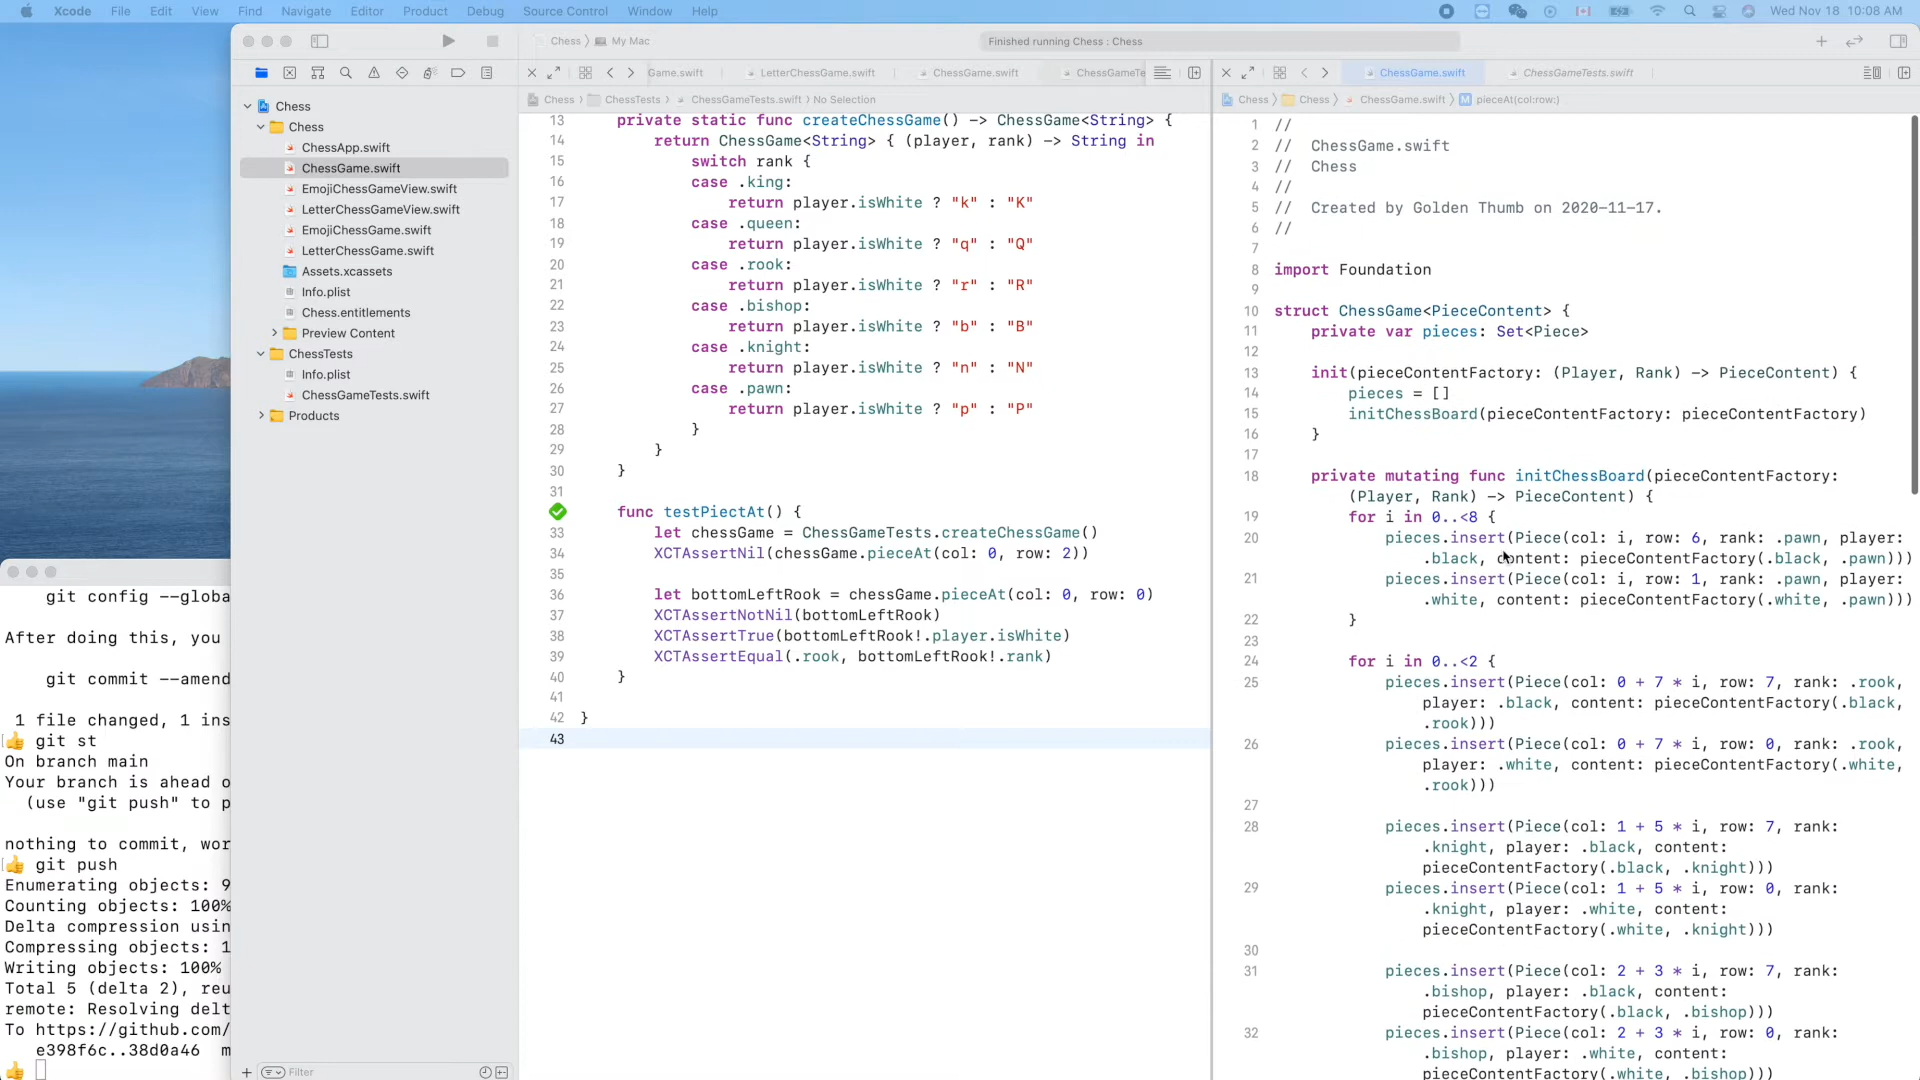 Xcode File Edit View Find Navigate Editor Product Debug Source Control Window Help Wed Nov 18 10:08 AM
Chess 〉 My Mac Finished running Chess : Chess
Game.swift LetterChessGame.swift ChessGame.swift ChessGameTe
ChessGame.swift ChessGameTests.swift
Chess
Chess
ChessApp.swift
ChessGame.swift
EmojiChessGameView.swift
LetterChessGameView.swift
EmojiChessGame.swift
LetterChessGame.swift
Assets.xcassets
Info.plist
Chess.entitlements
Preview Content
ChessTests
Info.plist
ChessGameTests.swift
Products
Filter
Chess 〉 ChessTests 〉 ChessGameTests.swift 〉 No Selection
13 private static func createChessGame() -> ChessGame<String> {
14 return ChessGame<String> { (player, rank) -> String in
15 switch rank {
16 case .king:
17 return player.isWhite ? "k" : "K"
18 case .queen:
19 return player.isWhite ? "q" : "Q"
20 case .rook:
21 return player.isWhite ? "r" : "R"
22 case .bishop:
23 return player.isWhite ? "b" : "B"
24 case .knight:
25 return player.isWhite ? "n" : "N"
26 case .pawn:
27 return player.isWhite ? "p" : "P"
28 }
29 }
30 }
31
func testPiectAt() {
33 let chessGame = ChessGameTests.createChessGame()
34 XCTAssertNil(chessGame.pieceAt(col: 0, row: 2))
35
36 let bottomLeftRook = chessGame.pieceAt(col: 0, row: 0)
37 XCTAssertNotNil(bottomLeftRook)
38 XCTAssertTrue(bottomLeftRook!.player.isWhite)
39 XCTAssertEqual(.rook, bottomLeftRook!.rank)
40 }
41
42 }
43
Chess 〉 Chess 〉 ChessGame.swift 〉 M pieceAt(col:row:)
1 //
2 // ChessGame.swift
3 // Chess
4 //
5 // Created by Golden Thumb on 2020-11-17.
6 //
7
8 import Foundation
9
10 struct ChessGame<PieceContent> {
11 private var pieces: Set<Piece>
12
13 init(pieceContentFactory: (Player, Rank) -> PieceContent) {
14 pieces = []
15 initChessBoard(pieceContentFactory: pieceContentFactory)
16 }
17
18 private mutating func initChessBoard(pieceContentFactory:
(Player, Rank) -> PieceContent) {
19 for i in 0..<8 {
20 pieces.insert(Piece(col: i, row: 6, rank: .pawn, player:
.black, content: pieceContentFactory(.black, .pawn)))
21 pieces.insert(Piece(col: i, row: 1, rank: .pawn, player:
.white, content: pieceContentFactory(.white, .pawn)))
22 }
23
24 for i in 0..<2 {
25 pieces.insert(Piece(col: 0 + 7 * i, row: 7, rank: .rook,
player: .black, content: pieceContentFactory(.black,
.rook)))
26 pieces.insert(Piece(col: 0 + 7 * i, row: 0, rank: .rook,
player: .white, content: pieceContentFactory(.white,
.rook)))
27
28 pieces.insert(Piece(col: 1 + 5 * i, row: 7, rank:
.knight, player: .black, content:
pieceContentFactory(.black, .knight)))
29 pieces.insert(Piece(col: 1 + 5 * i, row: 0, rank:
.knight, player: .white, content:
pieceContentFactory(.white, .knight)))
30
31 pieces.insert(Piece(col: 2 + 3 * i, row: 7, rank:
.bishop, player: .black, content:
pieceContentFactory(.black, .bishop)))
32 pieces.insert(Piece(col: 2 + 3 * i, row: 0, rank:
.bishop, player: .white, content:
pieceContentFactory(.white, .bishop)))
git config --globa
After doing this, you
git commit --amend
1 file changed, 1 ins
👍 git st
On branch main
Your branch is ahead o
(use "git push" to p
nothing to commit, wor
👍 git push
Enumerating objects: 9
Counting objects: 100%
Delta compression usin
Compressing objects: 1
Writing objects: 100%
Total 5 (delta 2), reu
remote: Resolving delt
To https://github.com/
e398f6c..38d0a46 m
👍